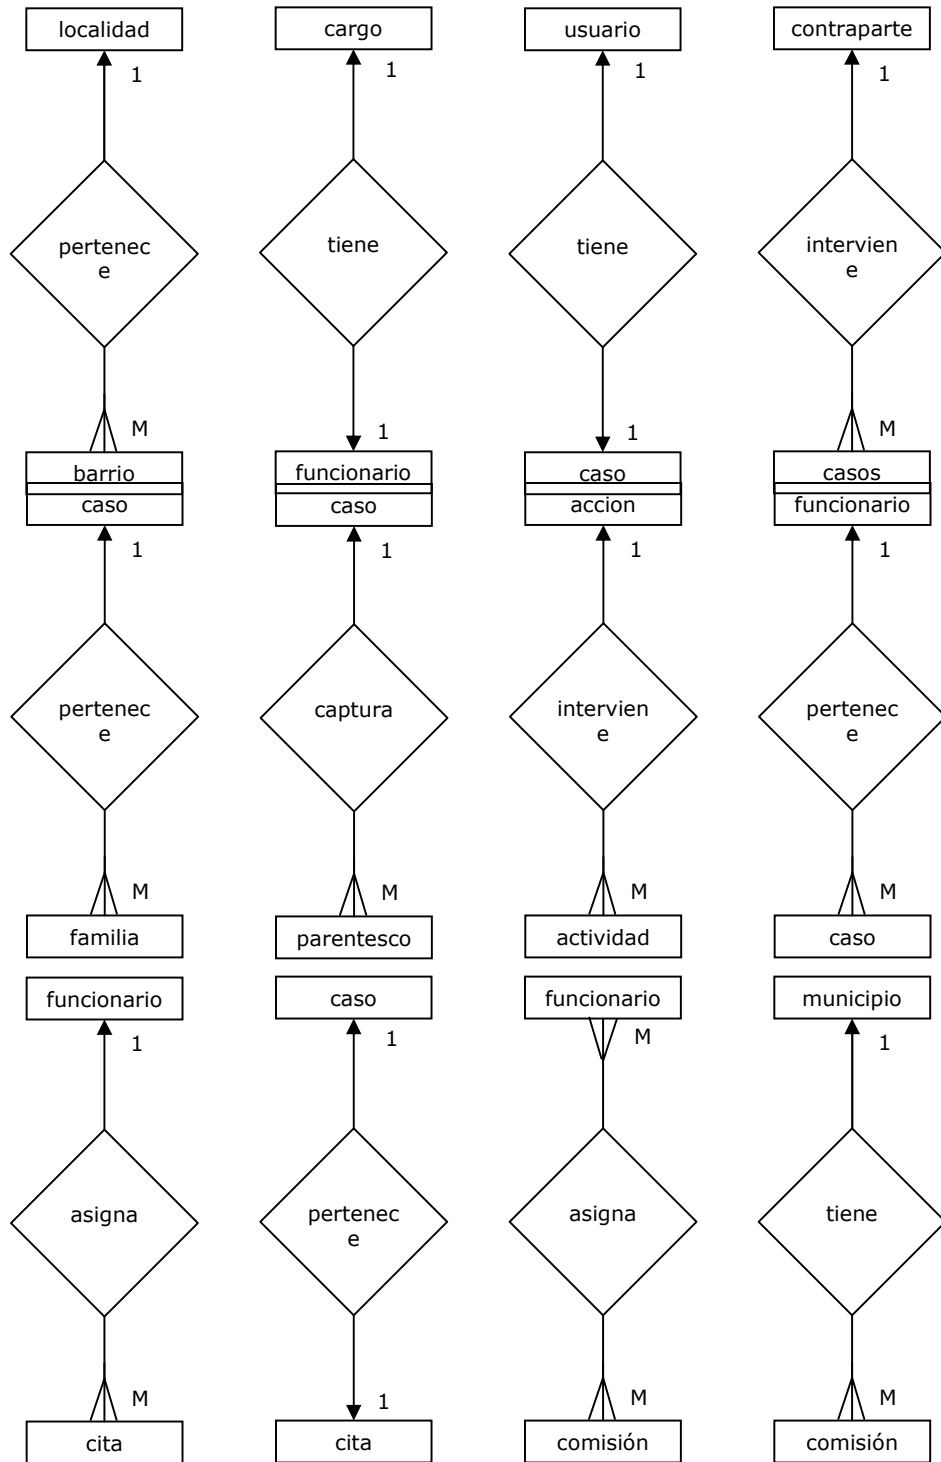 localidad
cargo
usuario
contraparte
1
1
1
1
pertenec
e
tiene
tiene
intervien
e
M
1
1
M
barrio
funcionario
caso
casos
caso
caso
accion
funcionario
1
1
1
1
pertenec
e
captura
intervien
e
pertenec
e
M
M
M
M
familia
parentesco
actividad
caso
funcionario
caso
funcionario
municipio
1
1
M
1
asigna
pertenec
e
asigna
tiene
M
1
M
M
cita
cita
comisión
comisión